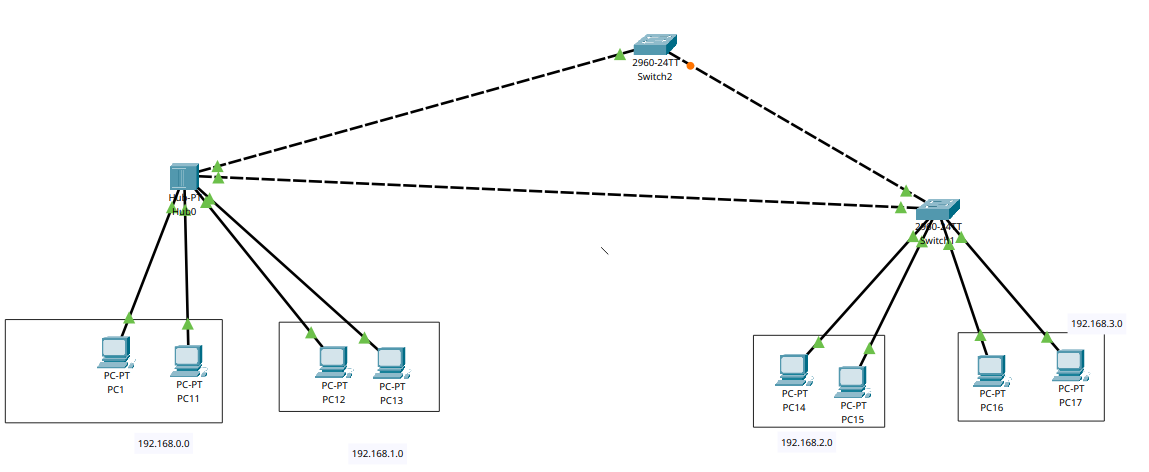 2960-24TT
Switch2
Hub-PT
Hub0
2960-24TT
Switch1
192.168.3.0
PC-PT
PC1
PC-PT
PC11
PC-PT
PC12
PC-PT
PC13
PC-PT
PC14
PC-PT
PC15
PC-PT
PC16
PC-PT
PC17
192.168.0.0
192.168.1.0
192.168.2.0